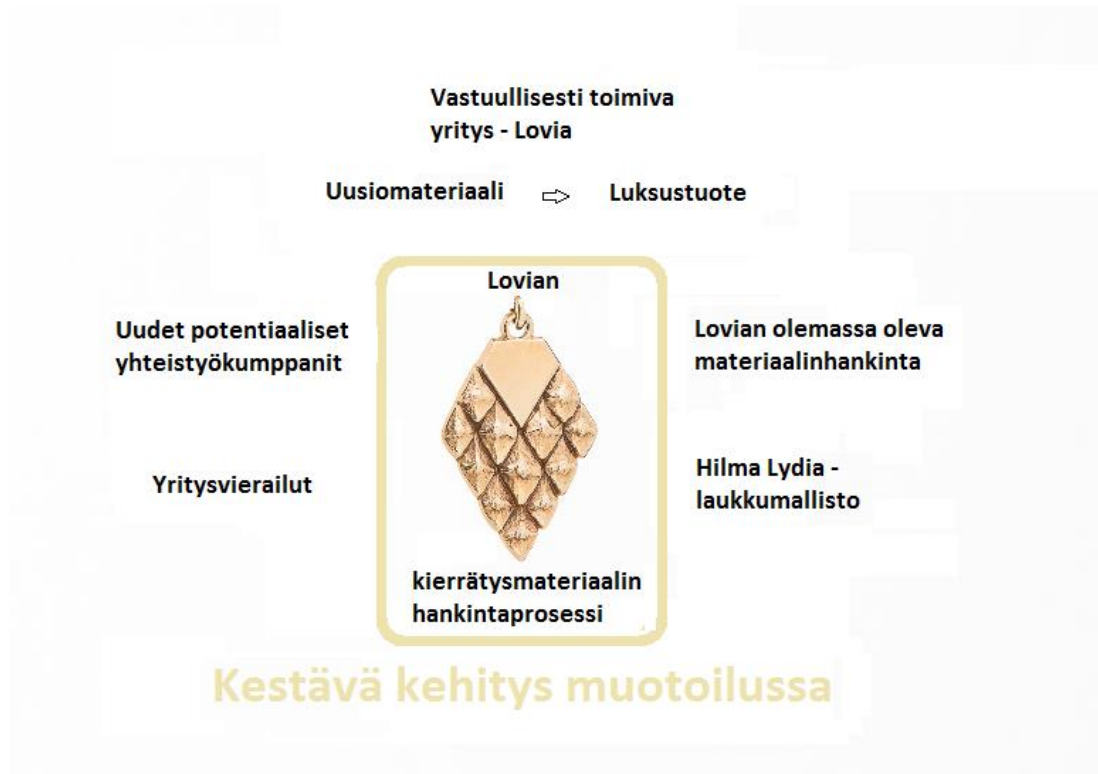 Vastuullisesti toimiva
yritys - Lovia
Uusiomateriaali ⇨ Luksustuote
Lovian
Uudet potentiaaliset
yhteistyökumppanit
Lovian olemassa oleva
materiaalinhankinta
Yritysvierailut
Hilma Lydia -
laukkumallisto
kierrätysmateriaalin
hankintaprosessi
Kestävä kehitys muotoilussa